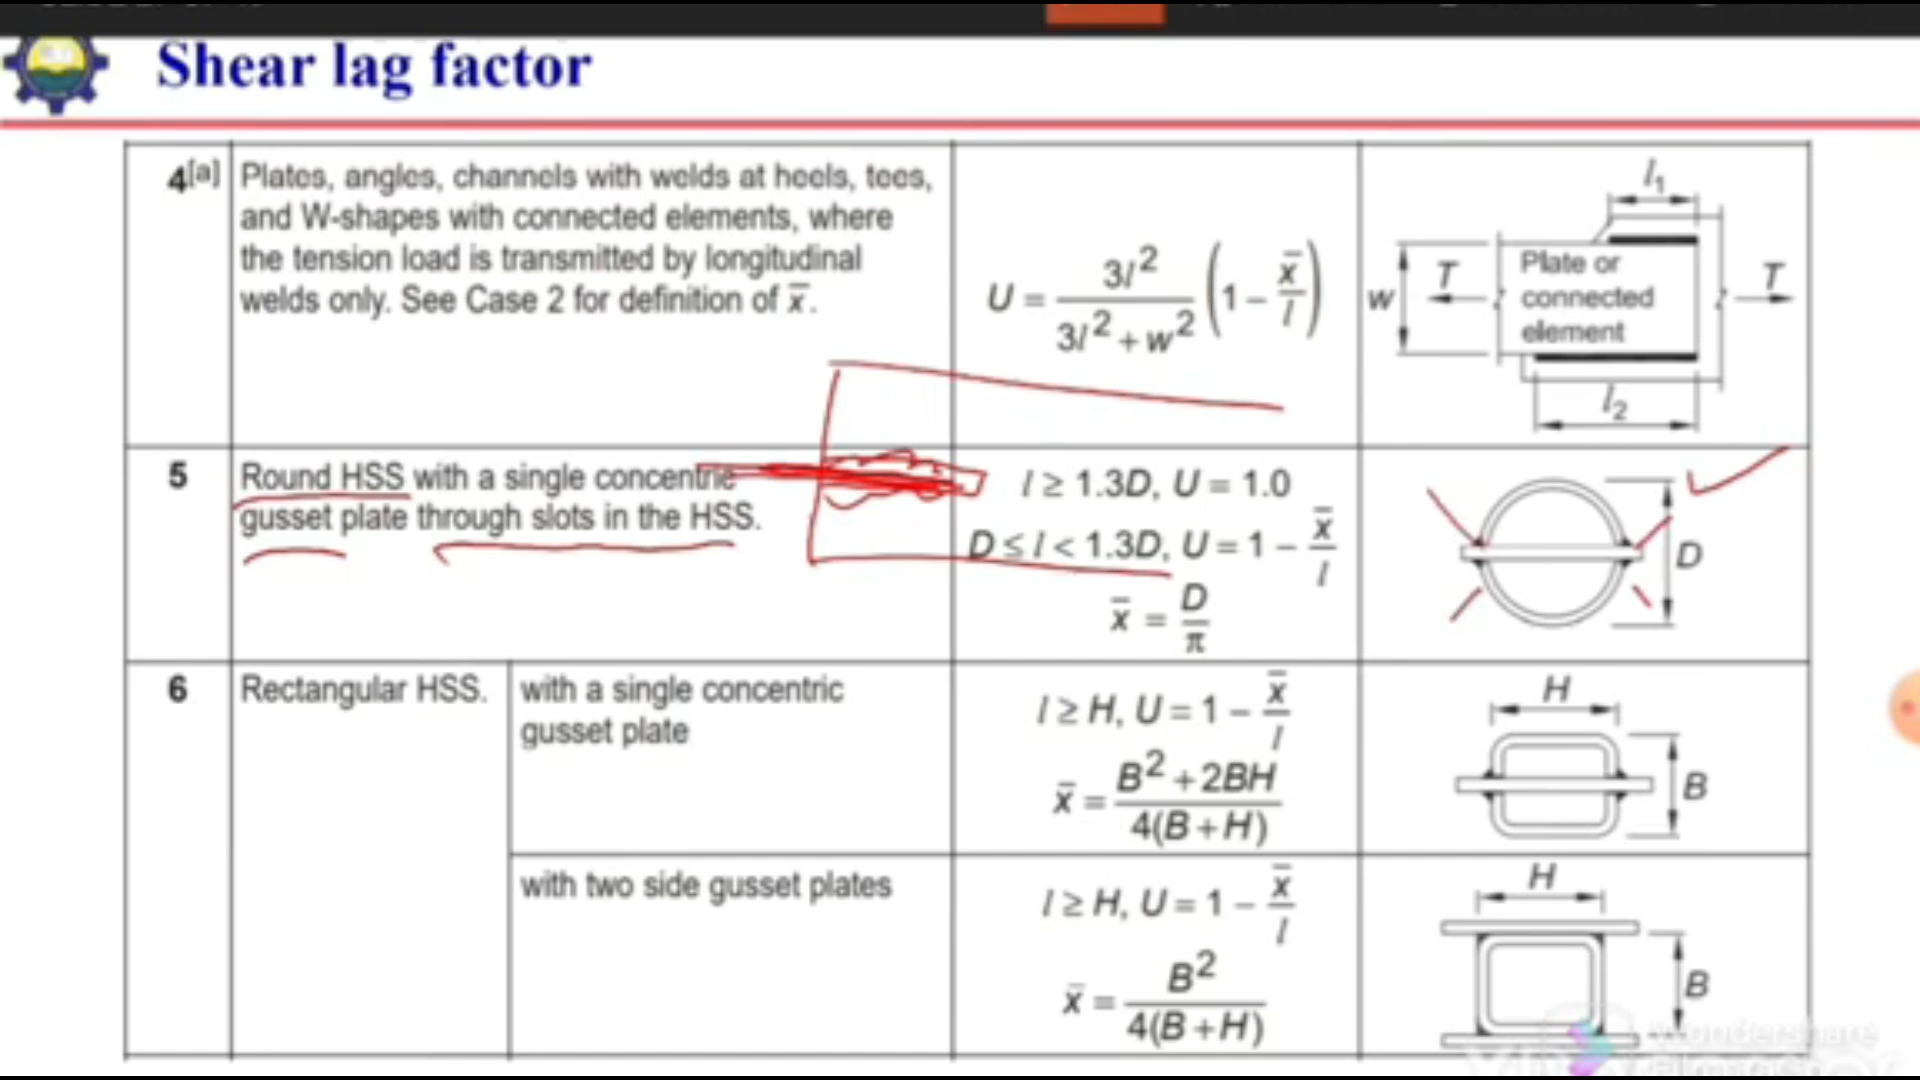 Shear lag factor
4[a] Plates, angles, channels with welds at heels, tees,
and W-shapes with connected elements, where
the tension load is transmitted by longitudinal
welds only. See Case 2 for definition of x̄.
U = 3l² / (3l² + w²) (1 − x̄/l)
l₁
w
T
Plate or
connected
element
T
l₂
5 Round HSS with a single concentric
gusset plate through slots in the HSS.
l ≥ 1.3D, U = 1.0
D ≤ l < 1.3D, U = 1 − x̄/l
x̄ = D/π
D
6 Rectangular HSS.
with a single concentric
gusset plate
l ≥ H, U = 1 − x̄/l
x̄ = (B² + 2BH) / 4(B + H)
H
B
with two side gusset plates
l ≥ H, U = 1 − x̄/l
x̄ = B² / 4(B + H)
H
B
Wondershare